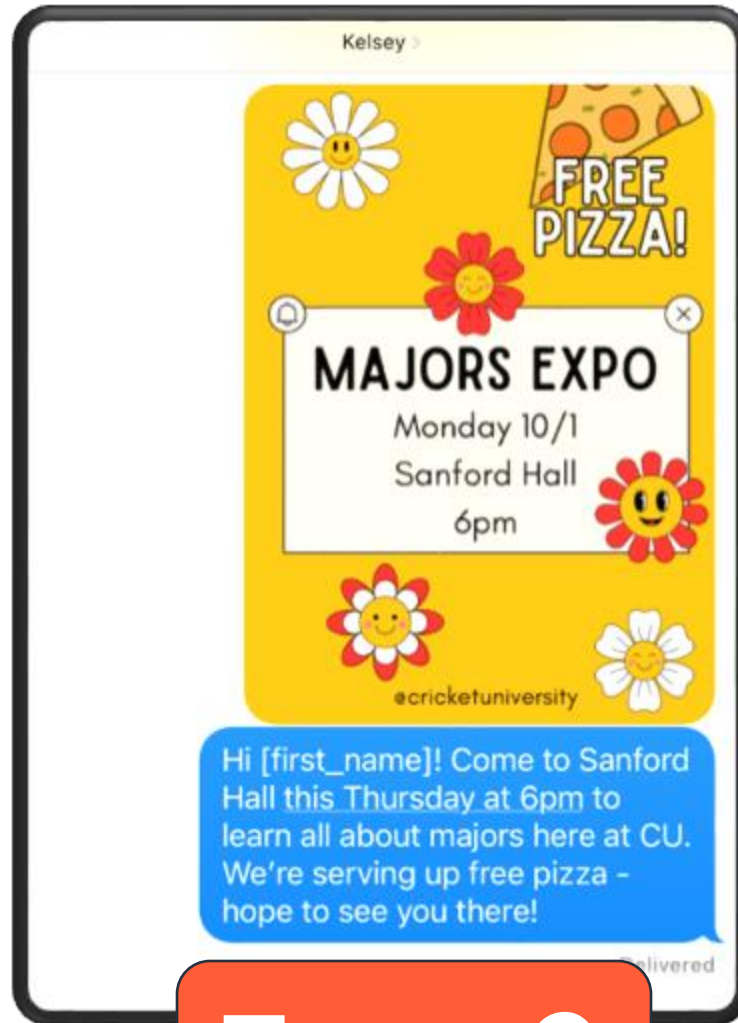 Kelsey
FREE
PIZZA!
MAJORS EXPO
Monday 10/1
Sanford Hall
6pm
@cricketuniversity
Hi [first_name]! Come to Sanford
Hall this Thursday at 6pm to
learn all about majors here at CU.
We’re serving up free pizza -
hope to see you there!